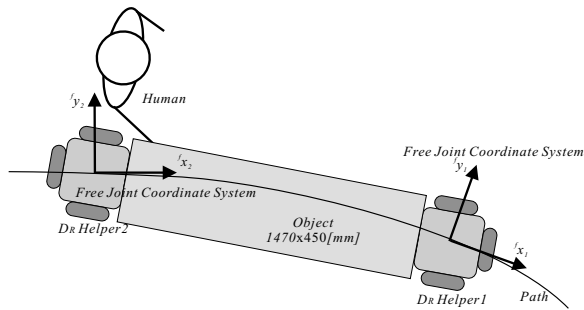 Human
fy2
fx2
Free Joint Coordinate System
fy1
Free Joint Coordinate System
DR Helper2
Object
1470x450[mm]
fx1
DR Helper1
Path